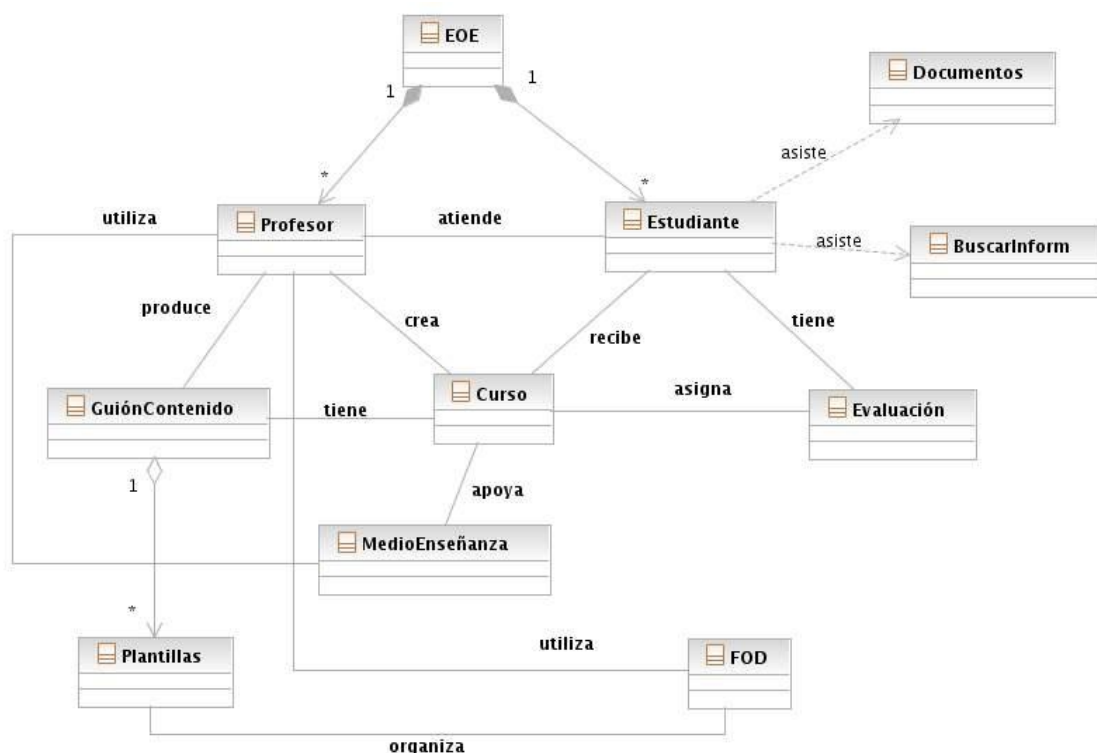 EOE
1
1
Documentos
asiste
*
*
utiliza
Profesor
atiende
Estudiante
asiste
BuscarInform
produce
crea
recibe
tiene
GuiónContenido
tiene
Curso
asigna
Evaluación
1
apoya
MedioEnseñanza
*
Plantillas
utiliza
FOD
organiza